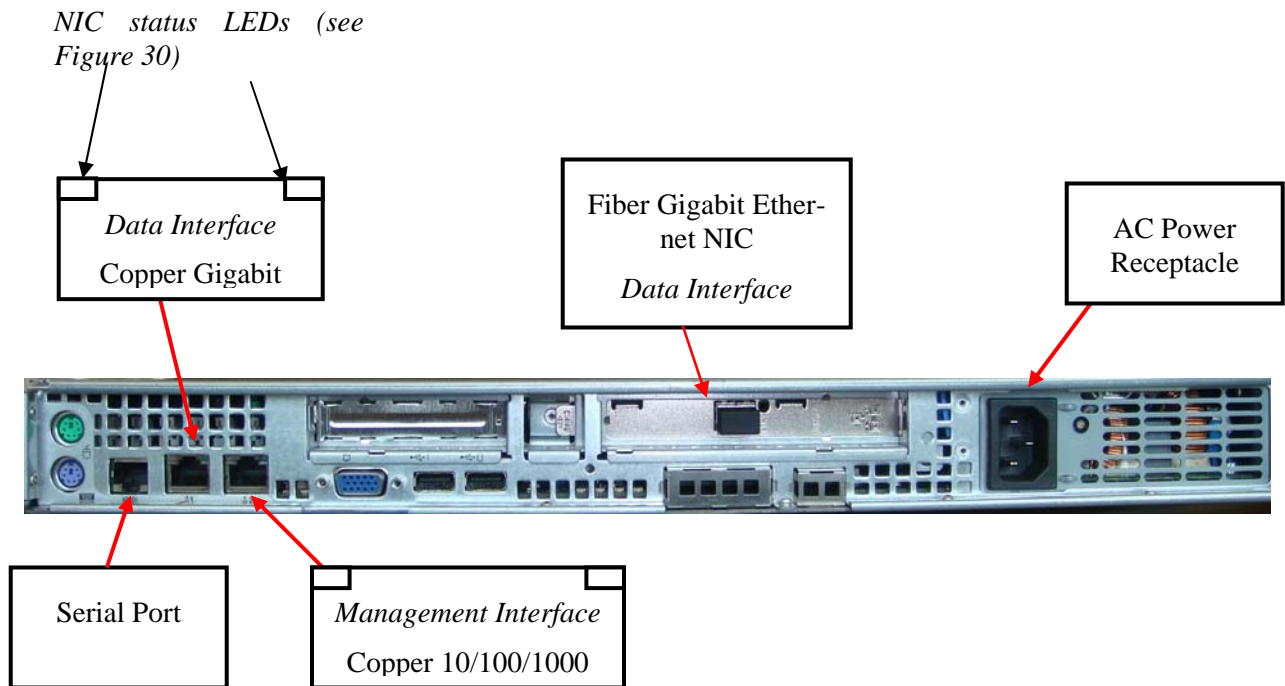 NIC status LEDs (see
Figure 30)
Data Interface
Copper Gigabit
Fiber Gigabit Ether-
net NIC
Data Interface
AC Power
Receptacle
Serial Port
Management Interface
Copper 10/100/1000